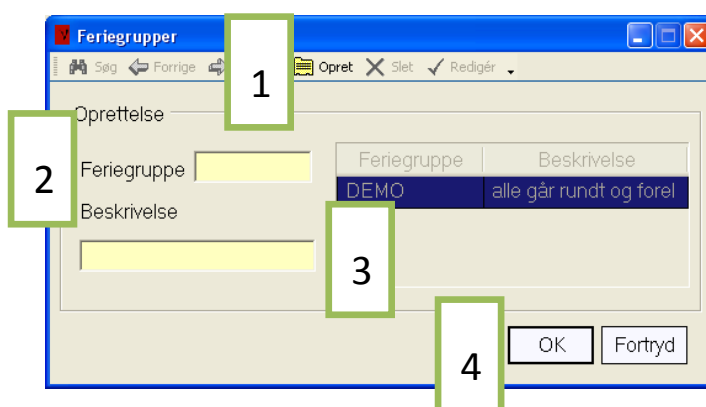 Feriegrupper
Søg Forrige Opret Slet Redigér
1
Oprettelse
2
Feriegruppe
Feriegruppe Beskrivelse
DEMO alle går rundt og forel
Beskrivelse
3
OK Fortryd
4